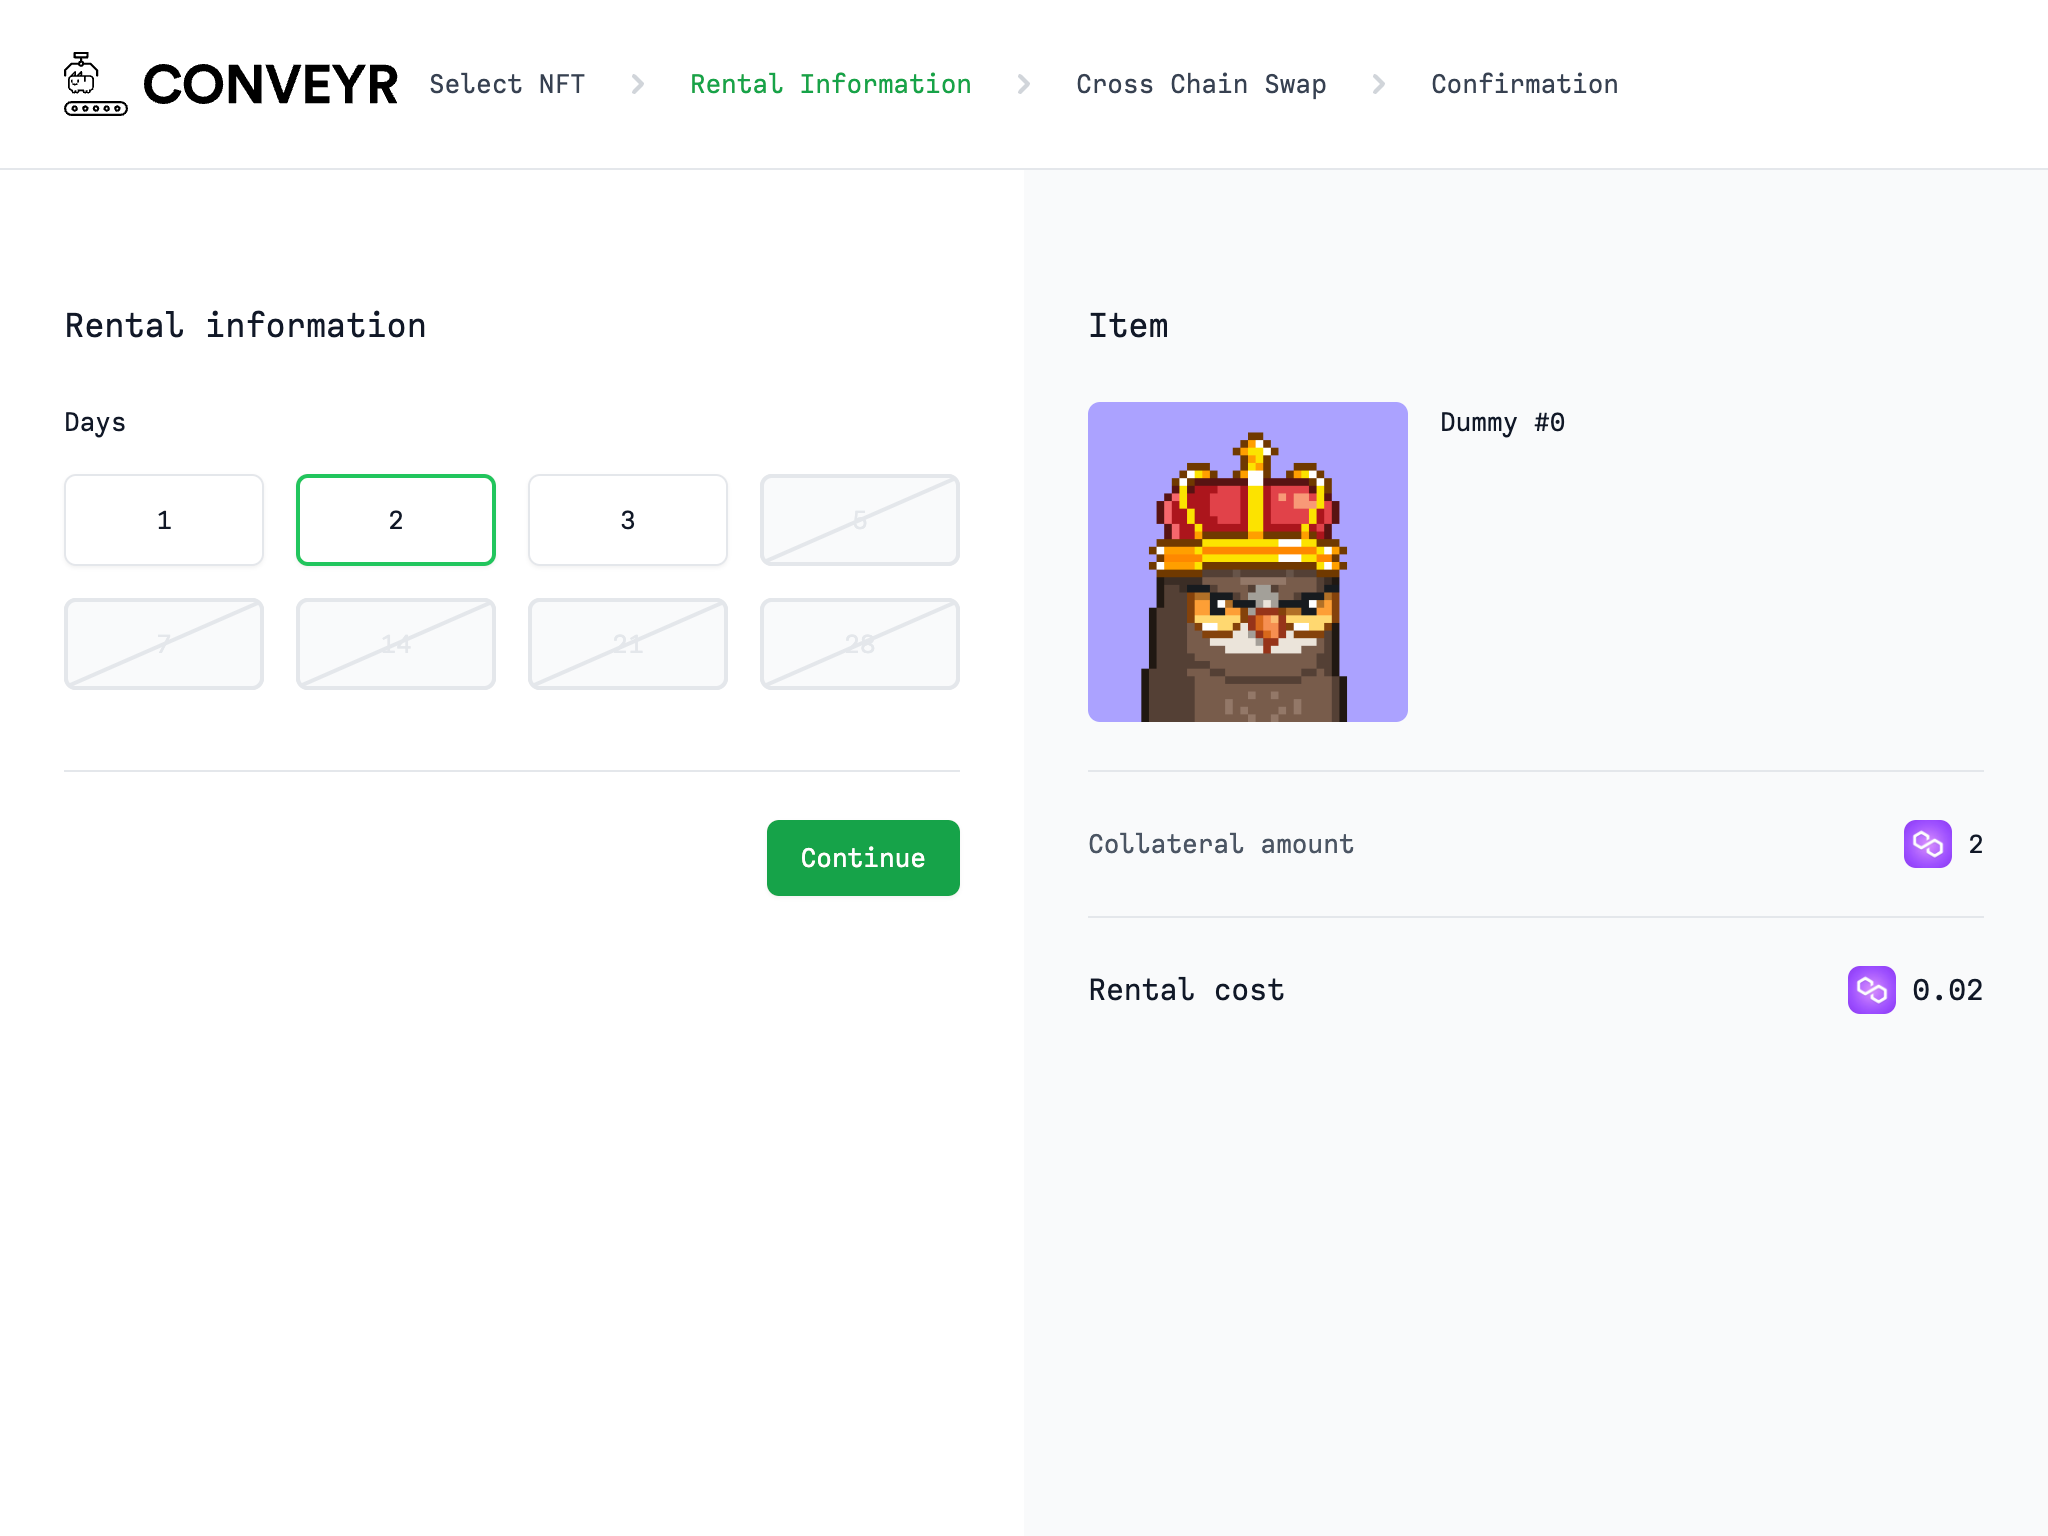 CONVEYR
Select NFT
Rental Information
Cross Chain Swap
Confirmation
Rental information
Days
1
2
3
5
7
14
21
28
Continue
Item
Dummy #0
Collateral amount
2
Rental cost
0.02